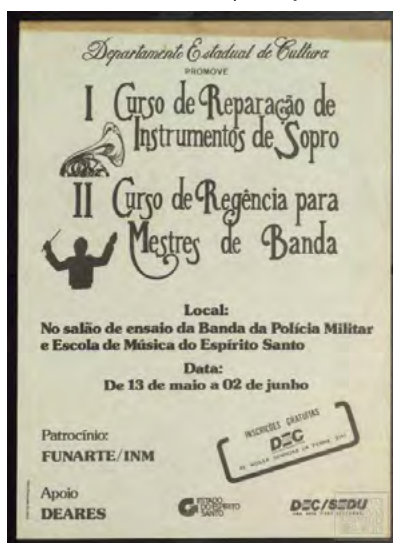 Departamento Estadual de Cultura
PROMOVE
I Curso de Reparação de
Instrumentos de Sopro
II Curso de Regência para
Mestres de Banda
Local:
No salão de ensaio da Banda da Polícia Militar
e Escola de Música do Espírito Santo
Data:
De 13 de maio a 02 de junho
INSCRIÇÕES GRATUITAS
DEC
Patrocínio:
FUNARTE/INM
Apoio
DEARES
ESTADO
DO ESPÍRITO
SANTO
DEC/SEDU